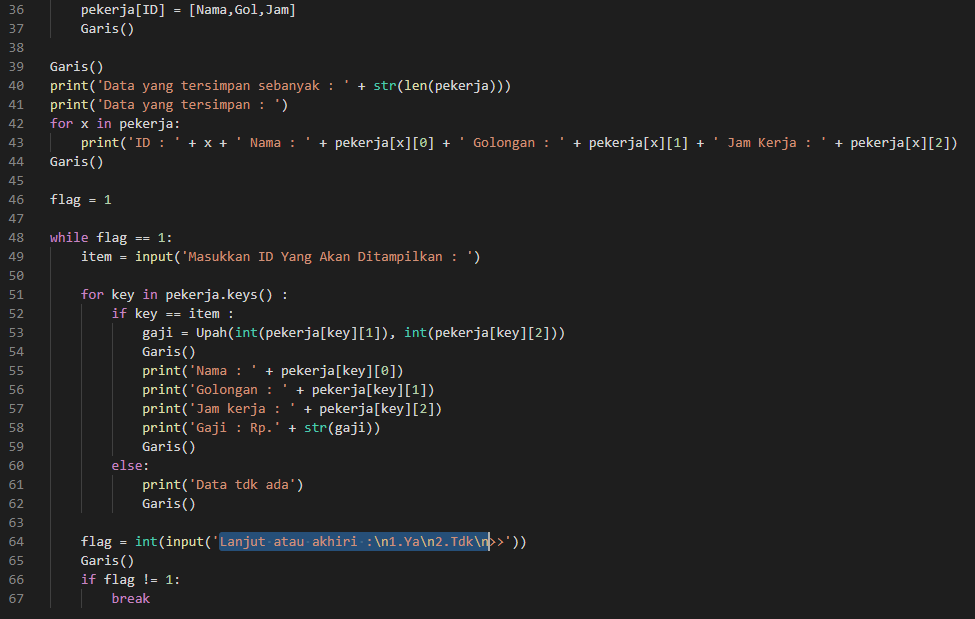 36 pekerja[ID] = [Nama,Gol,Jam]
37 Garis()
38
39 Garis()
40 print('Data yang tersimpan sebanyak : ' + str(len(pekerja)))
41 print('Data yang tersimpan : ')
42 for x in pekerja:
43 print('ID : ' + x + ' Nama : ' + pekerja[x][0] + ' Golongan : ' + pekerja[x][1] + ' Jam Kerja : ' + pekerja[x][2])
44 Garis()
45
46 flag = 1
47
48 while flag == 1:
49 item = input('Masukkan ID Yang Akan Ditampilkan : ')
50
51 for key in pekerja.keys() :
52 if key == item :
53 gaji = Upah(int(pekerja[key][1]), int(pekerja[key][2]))
54 Garis()
55 print('Nama : ' + pekerja[key][0])
56 print('Golongan : ' + pekerja[key][1])
57 print('Jam kerja : ' + pekerja[key][2])
58 print('Gaji : Rp.' + str(gaji))
59 Garis()
60 else:
61 print('Data tdk ada')
62 Garis()
63
64 flag = int(input('Lanjut atau akhiri :\n1.Ya\n2.Tdk\n>>'))
65 Garis()
66 if flag != 1:
67 break